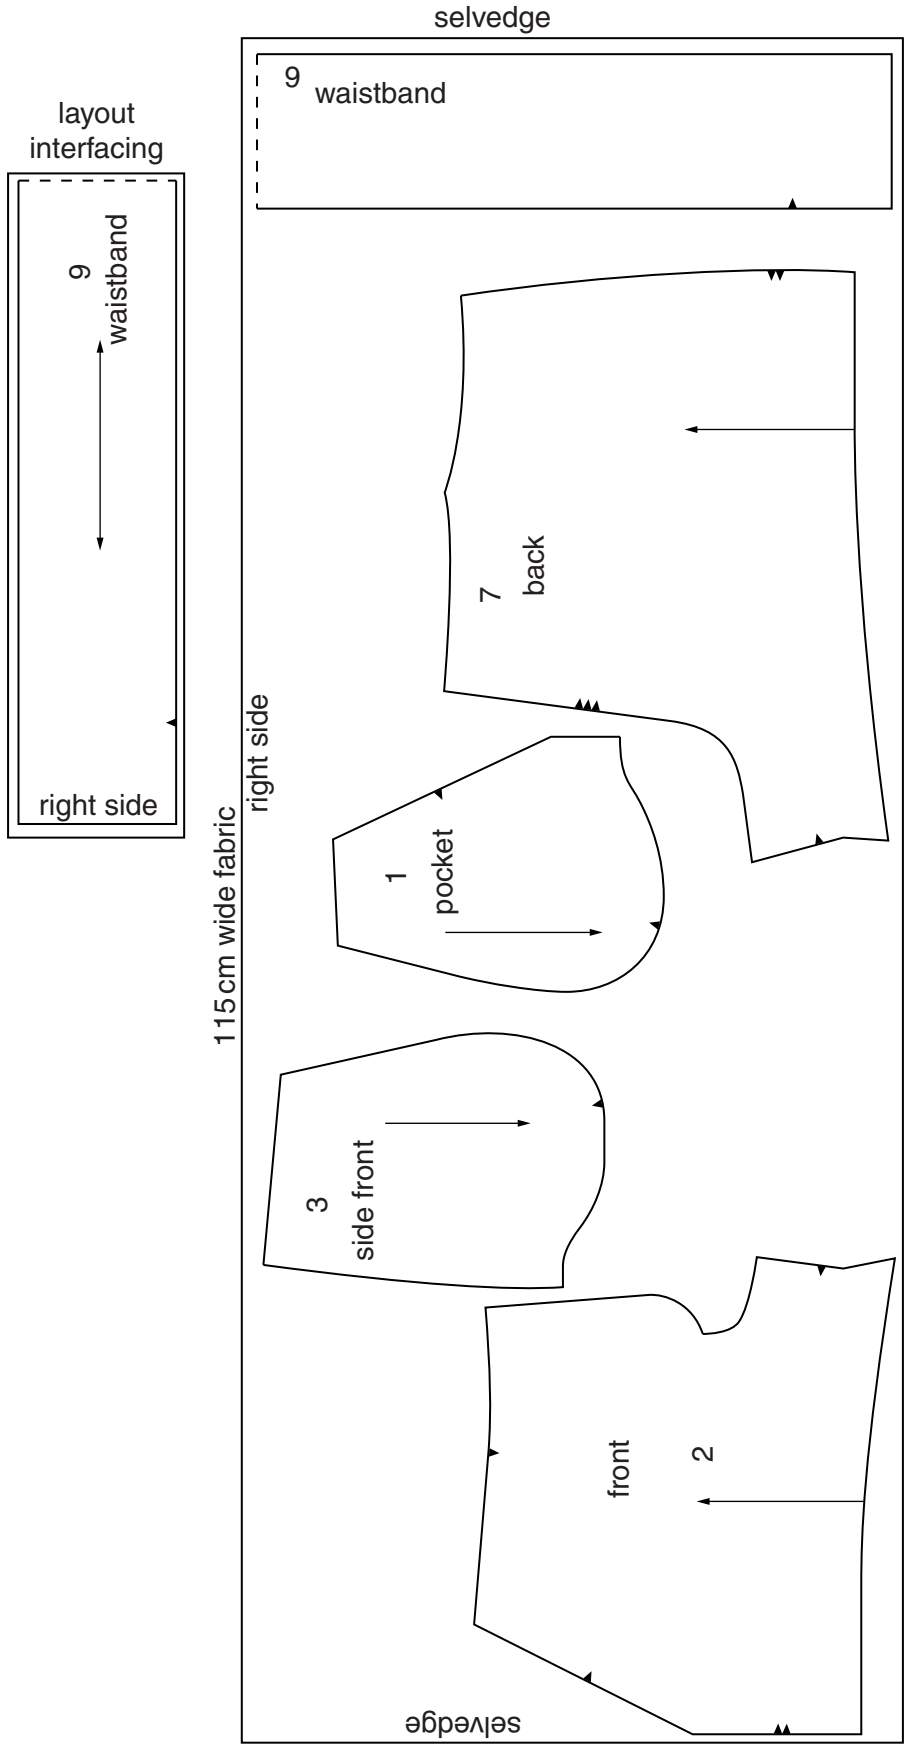 selvedge
9
waistband
layout
interfacing
9
waistband
right side
115 cm wide fabric
right side
7
back
1
pocket
3
side front
front
2
selvedge